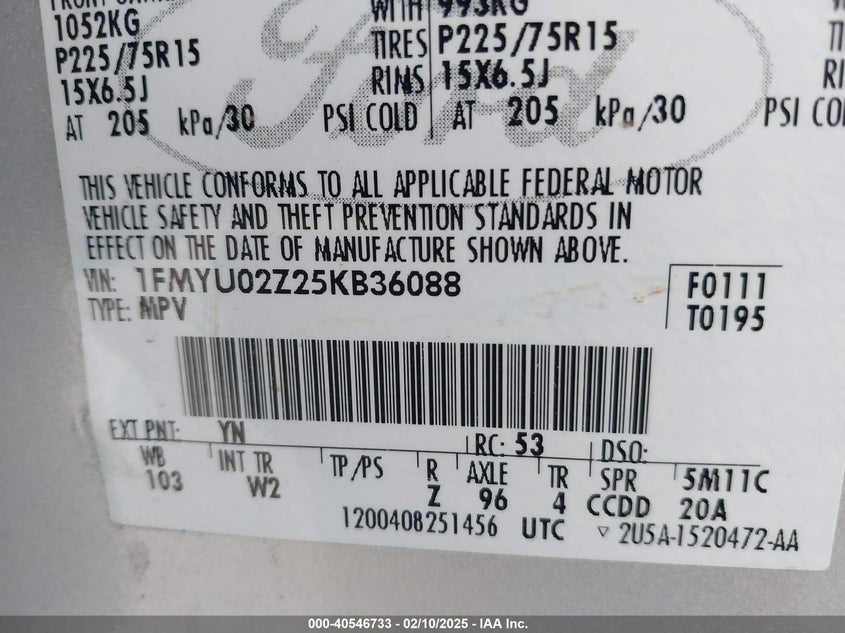 1052KG WITH 993KG
P225/75R15 TIRES P225/75R15
15X6.5J RIMS 15X6.5J
AT 205 kPa/30 PSI COLD AT 205 kPa/30 PSI
Ford
THIS VEHICLE CONFORMS TO ALL APPLICABLE FEDERAL MOTOR
VEHICLE SAFETY AND THEFT PREVENTION STANDARDS IN
EFFECT ON THE DATE OF MANUFACTURE SHOWN ABOVE.
VIN: 1FMYU02Z25KB36088 F0111
TYPE: MPV T0195
EXT PNT: YN RC: 53 DSO:
WB INT TR TP/PS R AXLE TR SPR 5M11C
103 W2 Z 96 4 CCDD 20A
1200408251456 UTC ▽ 2U5A-1520472-AA
000-40546733 - 02/10/2025 - IAA Inc.